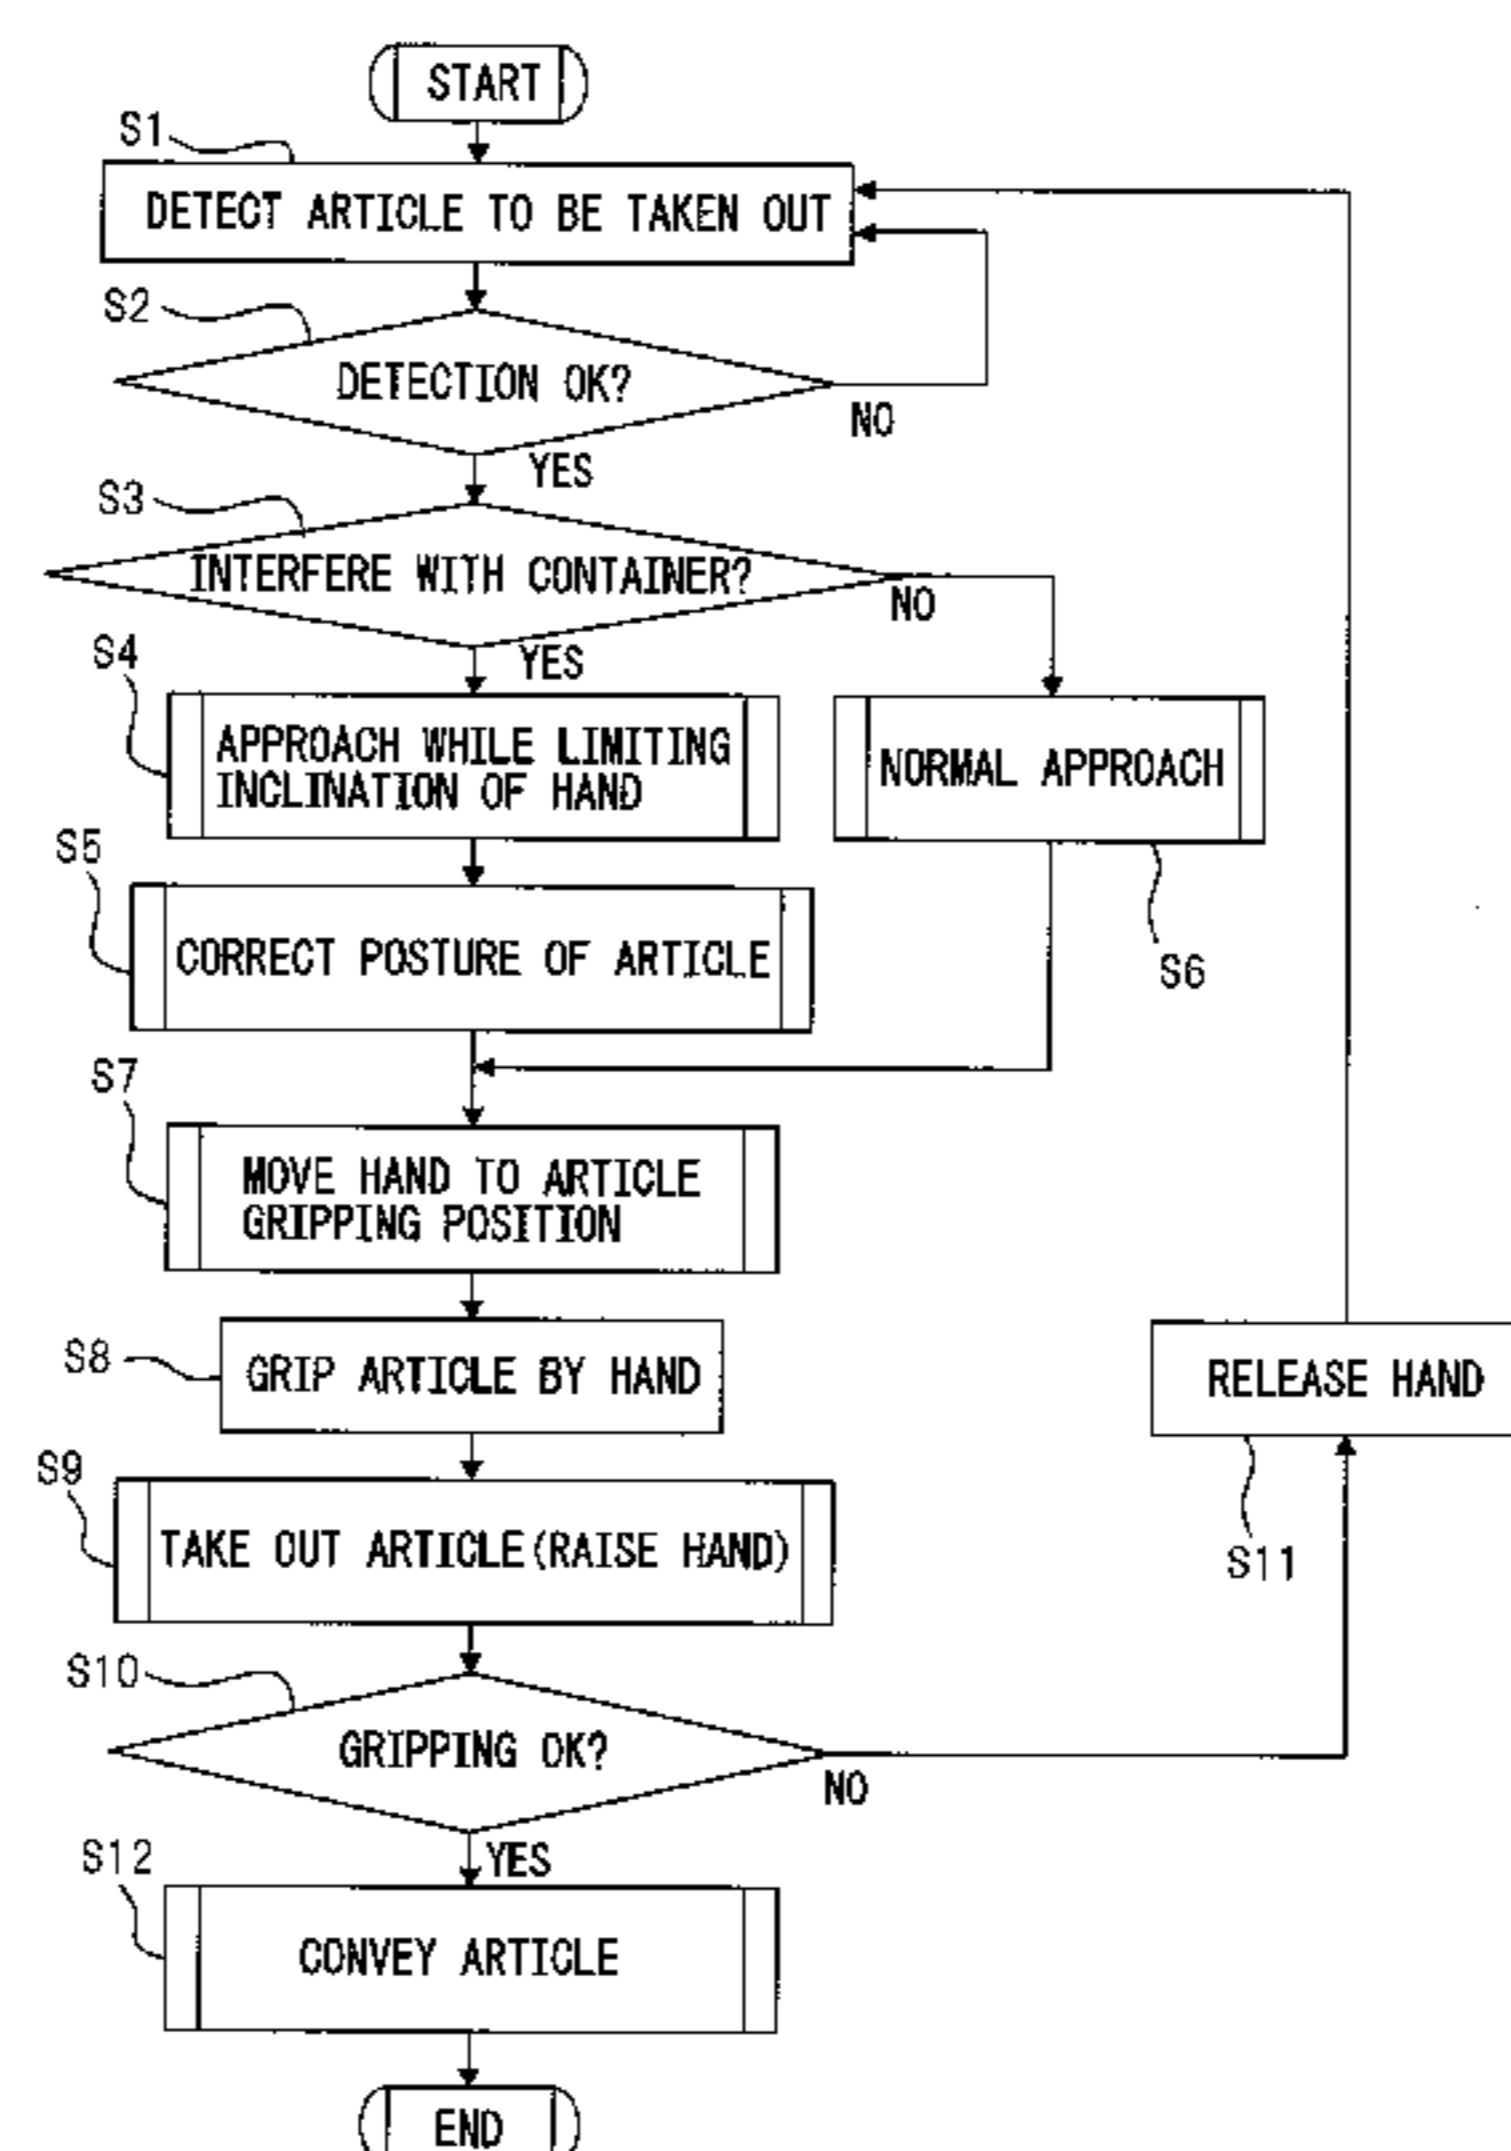 START
S1
DETECT ARTICLE TO BE TAKEN OUT
S2
DETECTION OK?
NO
YES
S3
INTERFERE WITH CONTAINER?
NO
YES
S4
APPROACH WHILE LIMITING
INCLINATION OF HAND
NORMAL APPROACH
S5
CORRECT POSTURE OF ARTICLE
S6
S7
MOVE HAND TO ARTICLE
GRIPPING POSITION
S8
GRIP ARTICLE BY HAND
RELEASE HAND
S9
TAKE OUT ARTICLE(RAISE HAND)
S11
S10
GRIPPING OK?
NO
YES
S12
CONVEY ARTICLE
END